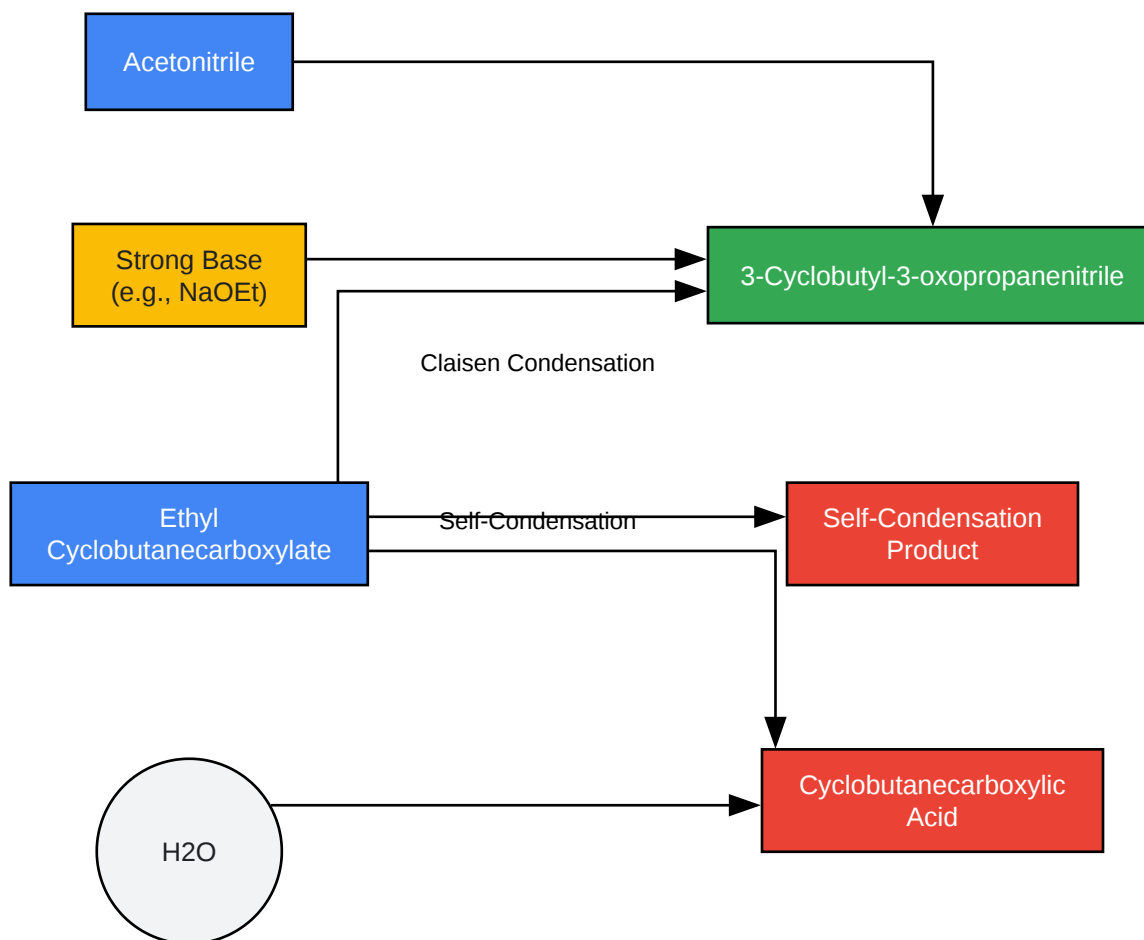 Acetonitrile
Strong Base
(e.g., NaOEt)
3-Cyclobutyl-3-oxopropanenitrile
Claisen Condensation
Ethyl
Cyclobutanecarboxylate
Self-Condensation
Self-Condensation
Product
Cyclobutanecarboxylic
Acid
H2O